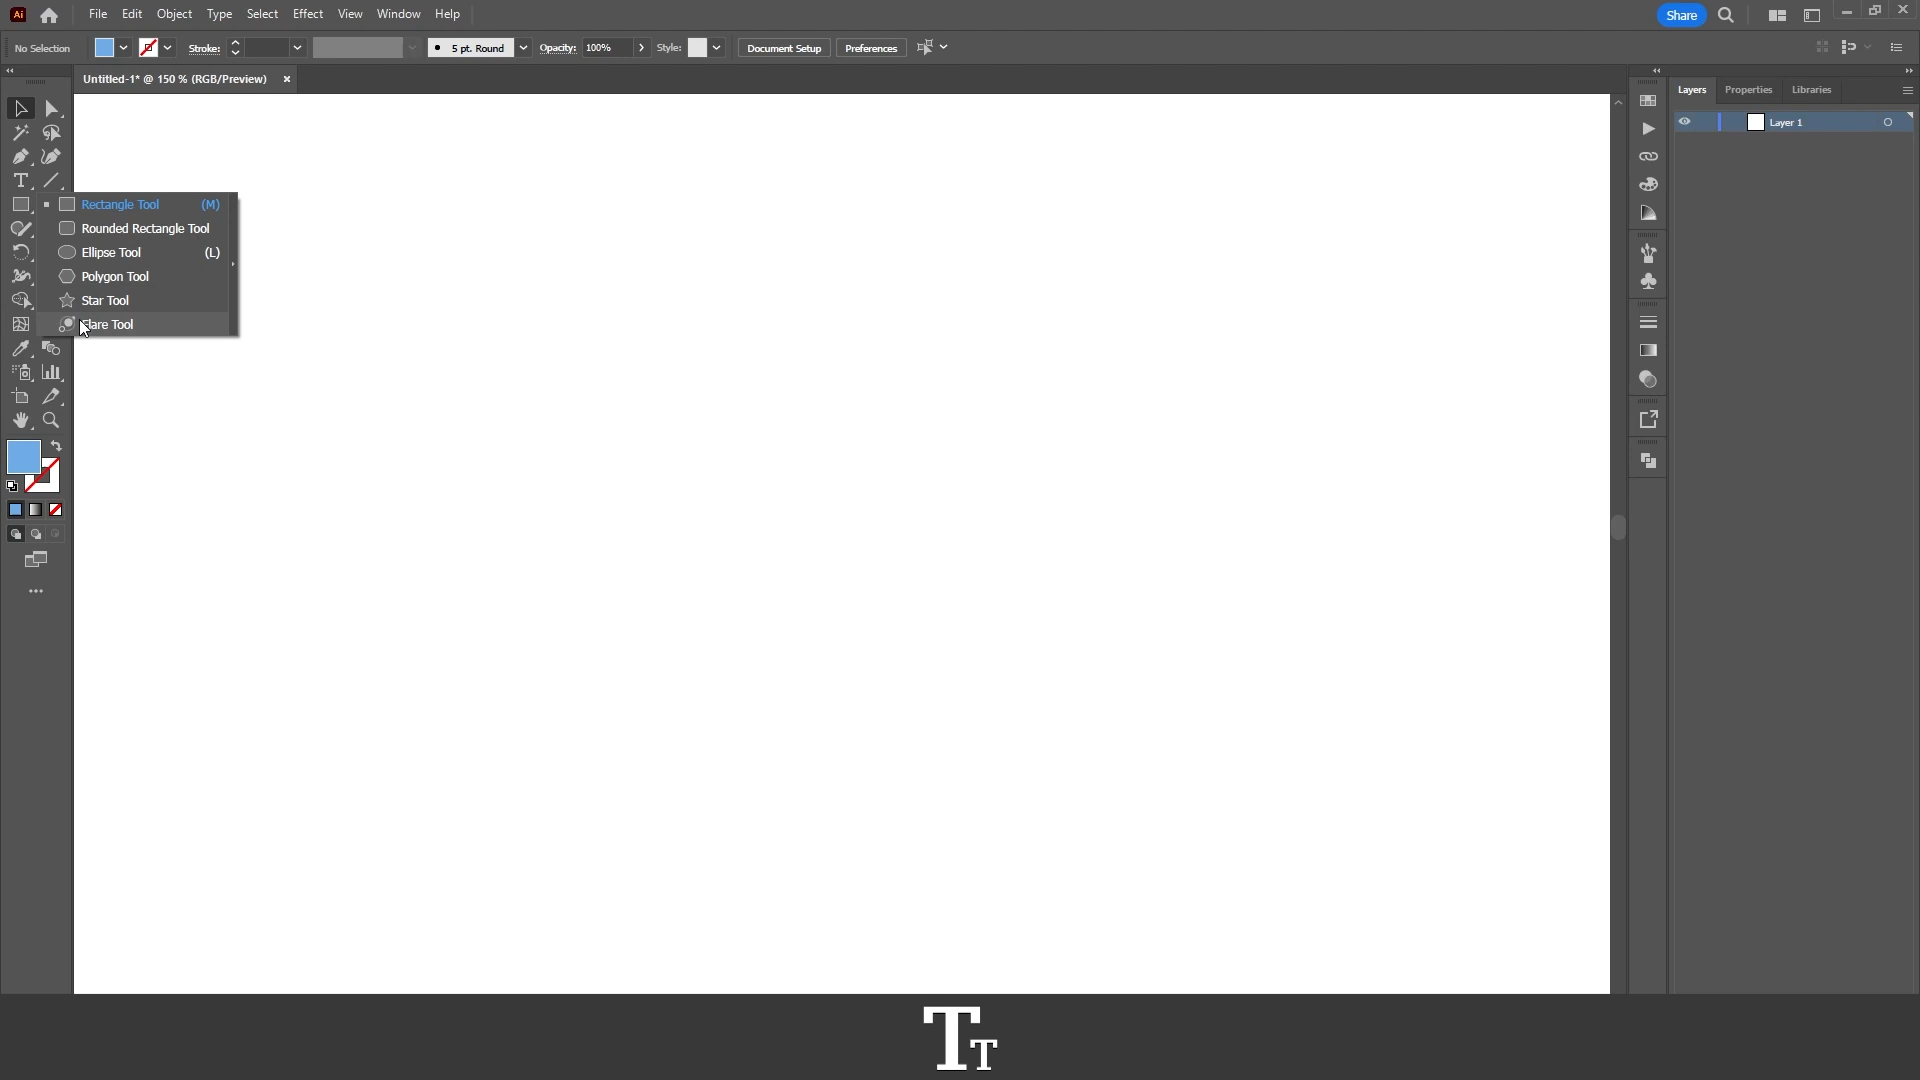 Ai File Edit Object Type Select Effect View Window Help Share
No Selection Stroke: 5 pt. Round Opacity: 100% Style: Document Setup Preferences
Untitled-1* @ 150 % (RGB/Preview) ×
Layers Properties Libraries
Layer 1
Rectangle Tool (M)
Rounded Rectangle Tool
Ellipse Tool (L)
Polygon Tool
Star Tool
Flare Tool
TT